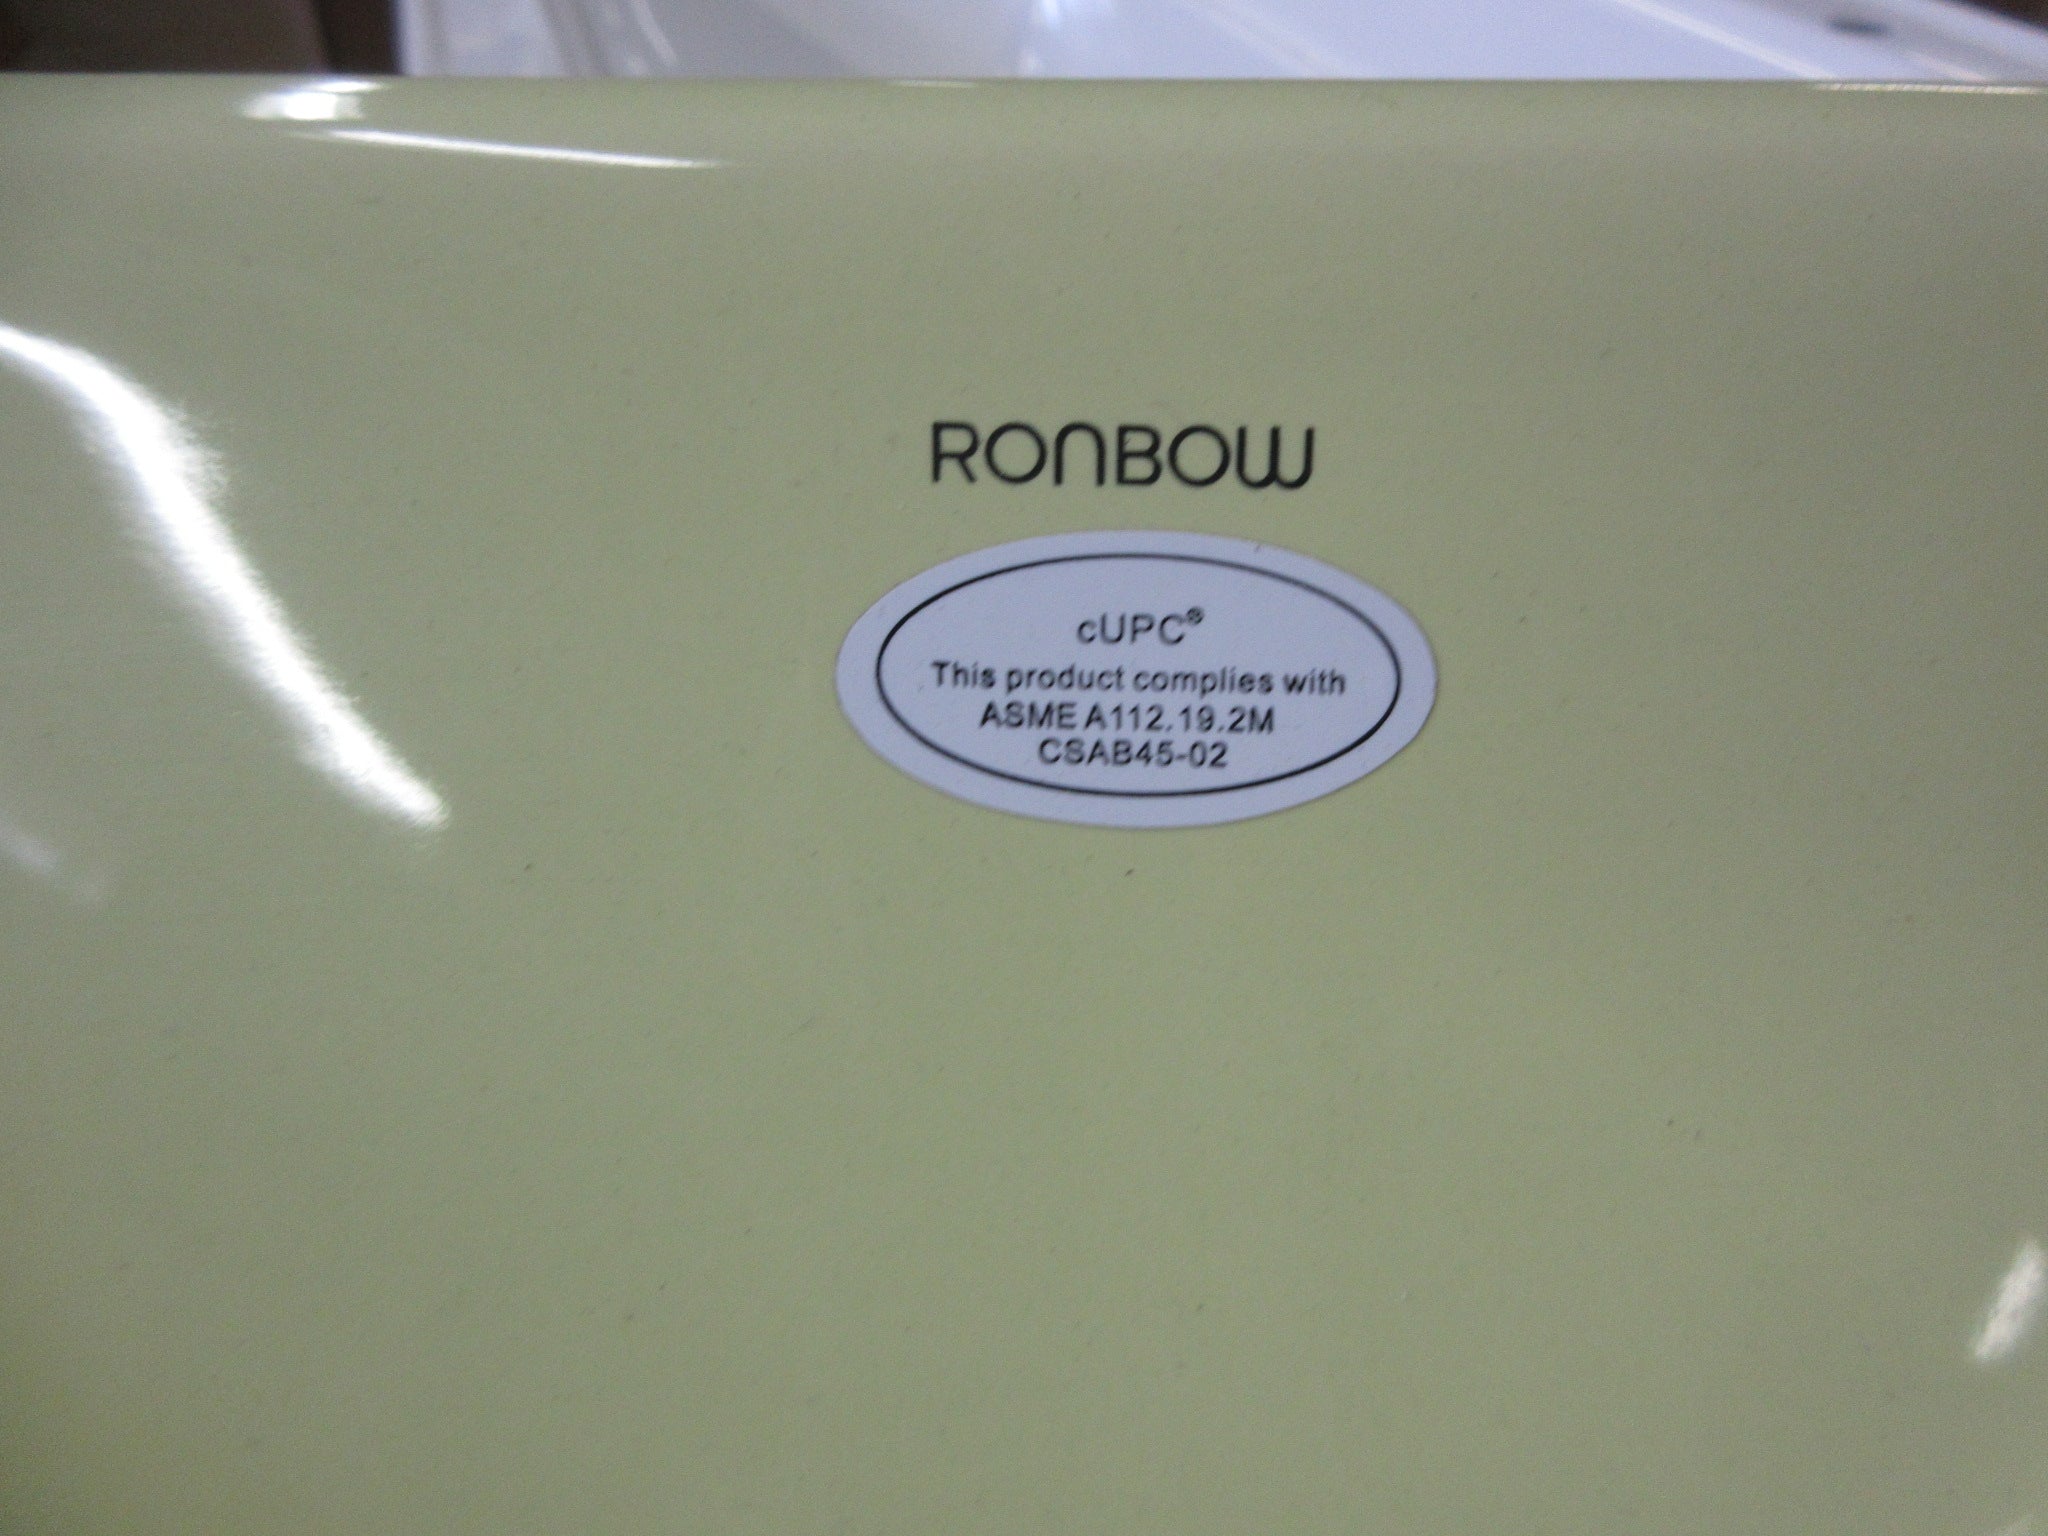 RONBOW
cUPC®
This product complies with
ASME A112.19.2M
CSAB45-02